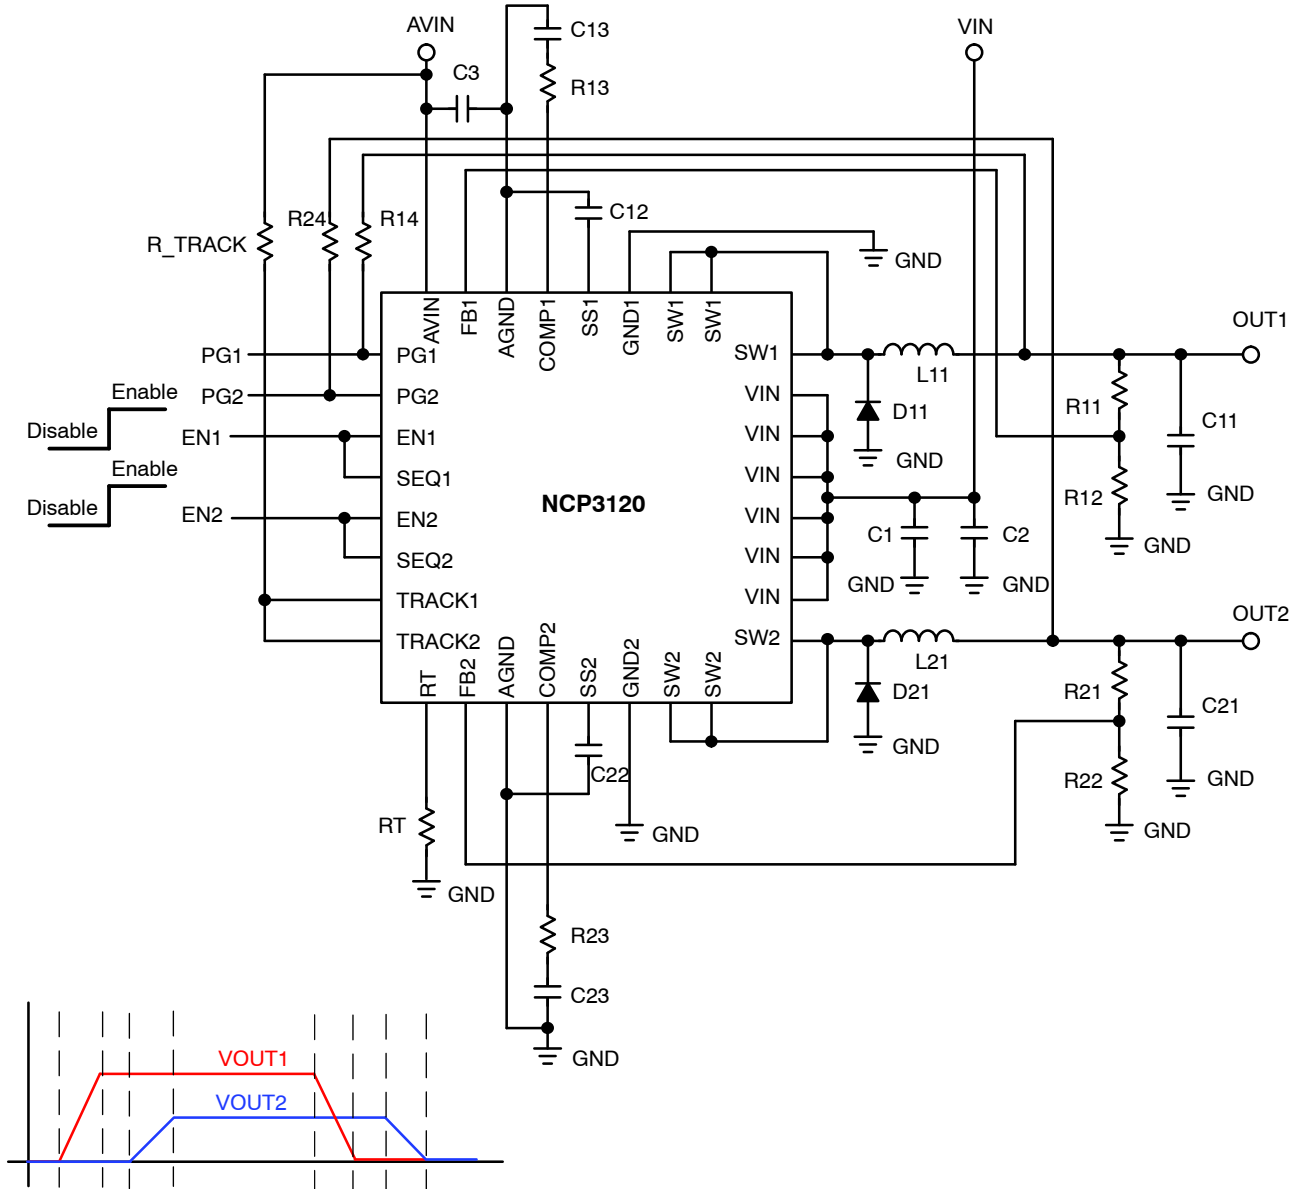 AVIN
C13
VIN
C3
R13
R24
R14
C12
R_TRACK
GND
AVIN
FB1
AGND
COMP1
SS1
GND1
SW1
SW1
OUT1
PG1
PG1
SW1
L11
Enable
PG2
PG2
VIN
D11
R11
C11
Disable
EN1
EN1
VIN
GND
Enable
SEQ1
VIN
R12
GND
Disable
EN2
EN2
NCP3120
VIN
C1
C2
GND
SEQ2
VIN
GND
GND
TRACK1
VIN
OUT2
TRACK2
SW2
L21
RT
FB2
AGND
COMP2
SS2
GND2
SW2
SW2
D21
R21
C21
GND
C22
R22
GND
RT
GND
GND
GND
R23
C23
GND
VOUT1
VOUT2